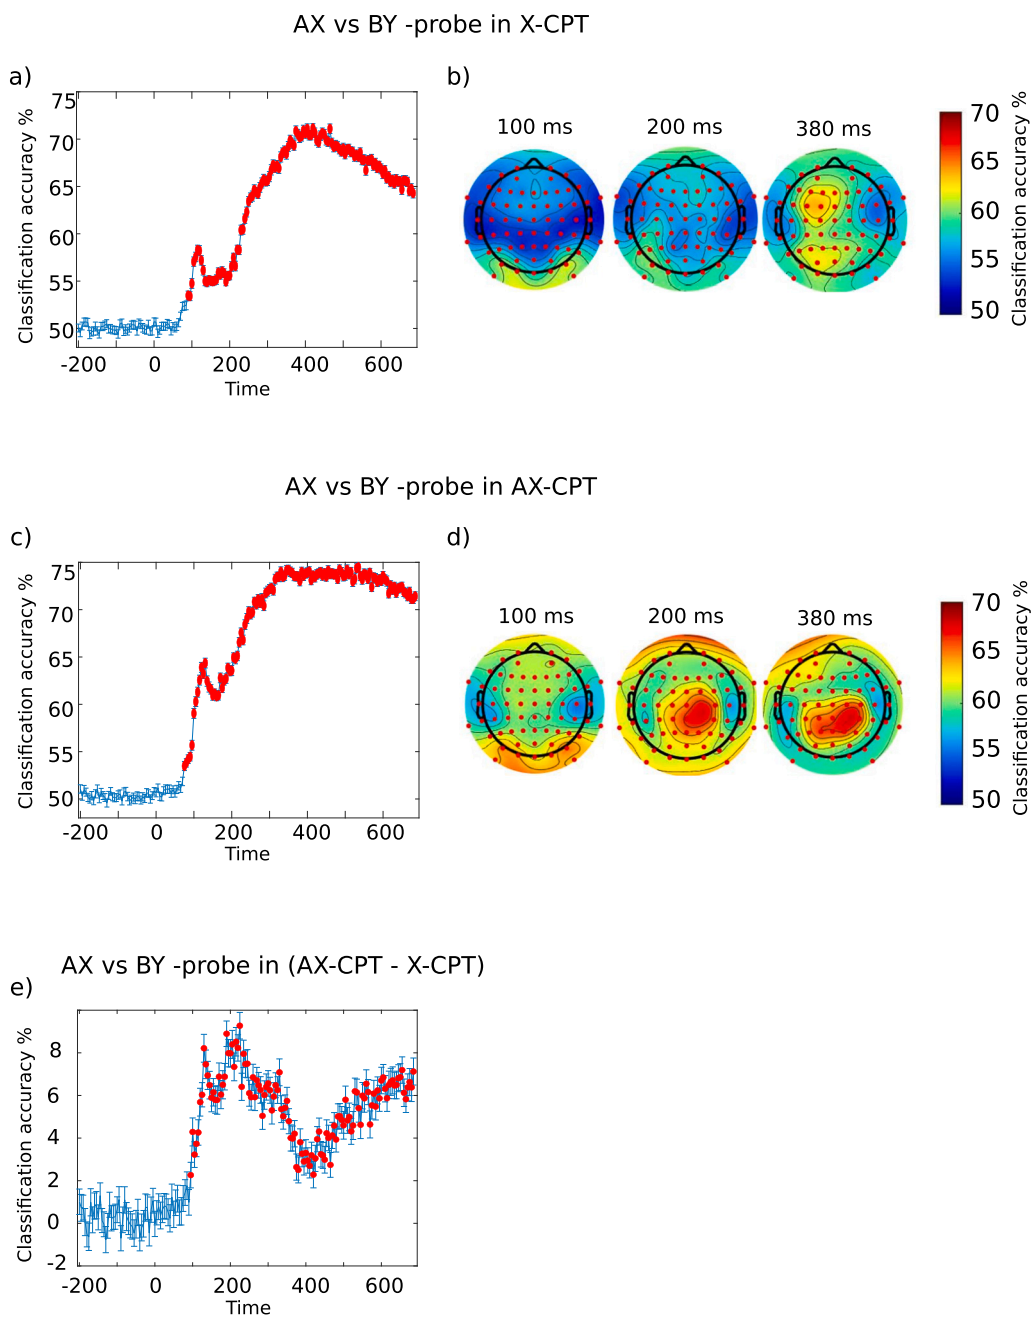 AX vs BY -probe in X-CPT
a)
Classification accuracy %
75
70
65
60
55
50
-200 0 200 400 600
Time
b)
100 ms 200 ms 380 ms
70
65
60
55
50
Classification accuracy %
AX vs BY -probe in AX-CPT
c)
Classification accuracy %
75
70
65
60
55
50
-200 0 200 400 600
Time
d)
100 ms 200 ms 380 ms
70
65
60
55
50
Classification accuracy %
AX vs BY -probe in (AX-CPT - X-CPT)
e)
Classification accuracy %
8
6
4
2
0
-2
-200 0 200 400 600
Time